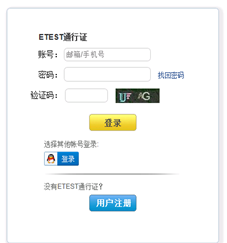 ETEST通行证
账号： 邮箱/手机号
密码： 找回密码
验证码：
登录
选择其他帐号登录：
登录
没有ETEST通行证?
用户注册